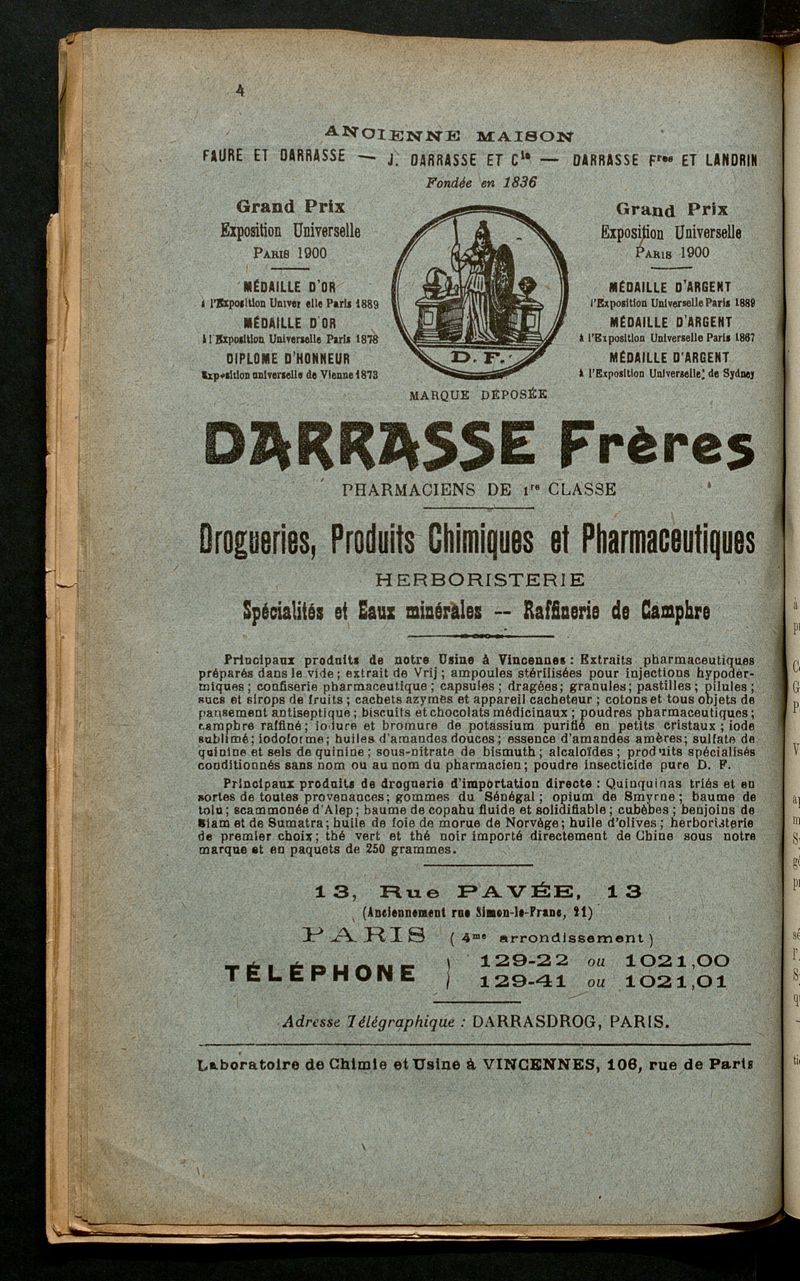 4
ANCIENNE MAISON
FAURE ET DARRASSE — J. DARRASSE ET Cie — DARRASSE Fres ET LANDRIN
Fondée en 1836
Grand Prix
Exposition Universelle
PARIS 1900
MÉDAILLE D'OR
à l'Exposition Univer elle Paris 1889
MÉDAILLE D'OR
à l'Exposition Universelle Paris 1878
DIPLOME D'HONNEUR
Exposition universelle de Vienne 1873
D. F.
MARQUE DÉPOSÉE
Grand Prix
Exposition Universelle
PARIS 1900
MÉDAILLE D'ARGENT
l'Exposition Universelle Paris 1889
MÉDAILLE D'ARGENT
à l'Exposition Universelle Paris 1867
MÉDAILLE D'ARGENT
à l'Exposition Universelle de Sydney
DARRASSE Frères
PHARMACIENS DE 1re CLASSE
Drogueries, Produits Chimiques et Pharmaceutiques
HERBORISTERIE
Spécialités et Eaux minérales -- Raffinerie de Camphre
Principaux produits de notre Usine à Vincennes : Extraits pharmaceutiques
préparés dans le vide ; extrait de Vrij ; ampoules stérilisées pour injections hypoder-
miques ; confiserie pharmaceutique ; capsules ; dragées ; granules ; pastilles ; pilules ;
sucs et sirops de fruits ; cachets azymes et appareil cacheteur ; cotons et tous objets de
pansement antiseptique ; biscuits et chocolats médicinaux ; poudres pharmaceutiques ;
camphre raffiné ; iodure et bromure de potassium purifié en petits cristaux ; iode
sublimé ; iodoforme ; huiles d'amandes douces ; essence d'amandes amères ; sulfate de
quinine et sels de quinine ; sous-nitrate de bismuth ; alcaloïdes ; produits spécialisés
conditionnés sans nom ou au nom du pharmacien ; poudre insecticide pure D. F.
Principaux produits de droguerie d'importation directe : Quinquinas triés et en
sortes de toutes provenances ; gommes du Sénégal ; opium de Smyrne ; baume de
tolu ; scammonée d'Alep ; baume de copahu fluide et solidifiable ; cubèbes ; benjoins de
Siam et de Sumatra ; huile de foie de morue de Norvège ; huile d'olives ; herboristerie
de premier choix ; thé vert et thé noir importé directement de Chine sous notre
marque et en paquets de 250 grammes.
13, Rue PAVÉE, 13
(Anciennement rue Simon-le-Franc, 21)
PARIS (4me arrondissement)
TÉLÉPHONE } 129-22 ou 1021,00
129-41 ou 1021,01
Adresse Télégraphique : DARRASDROG, PARIS.
Laboratoire de Chimie et Usine à VINCENNES, 106, rue de Paris